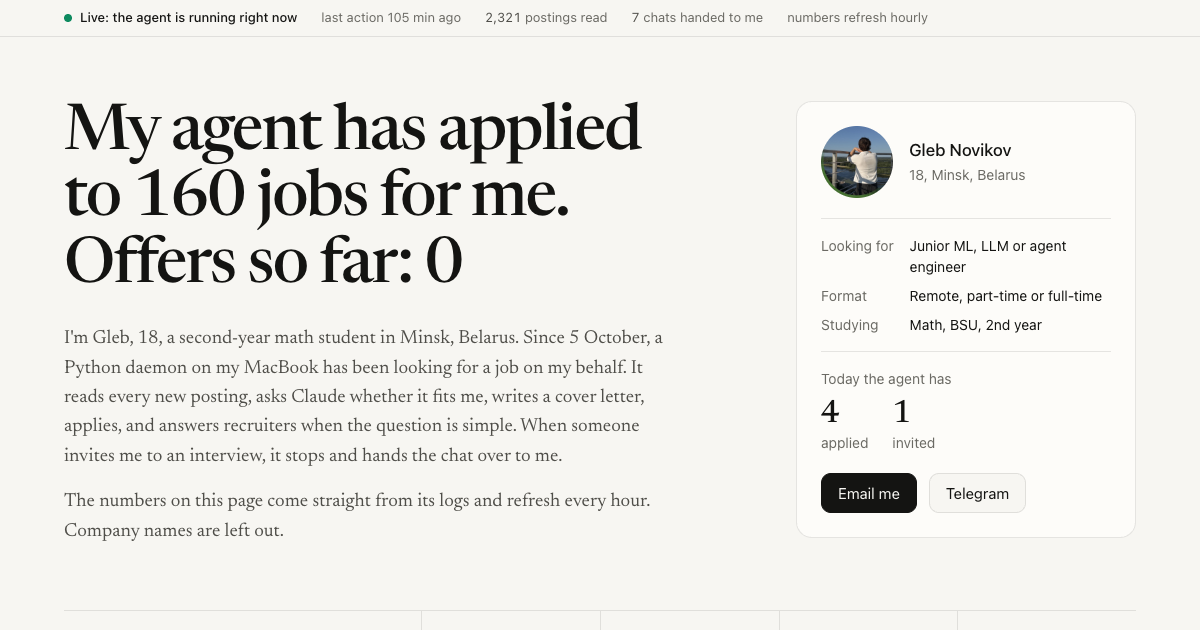 Live: the agent is running right now last action 105 min ago 2,321 postings read 7 chats handed to me numbers refresh hourly
My agent has applied
to 160 jobs for me.
Offers so far: 0
I'm Gleb, 18, a second-year math student in Minsk, Belarus. Since 5 October, a
Python daemon on my MacBook has been looking for a job on my behalf. It
reads every new posting, asks Claude whether it fits me, writes a cover letter,
applies, and answers recruiters when the question is simple. When someone
invites me to an interview, it stops and hands the chat over to me.
The numbers on this page come straight from its logs and refresh every hour.
Company names are left out.
Gleb Novikov
18, Minsk, Belarus
Looking for Junior ML, LLM or agent
engineer
Format Remote, part-time or full-time
Studying Math, BSU, 2nd year
Today the agent has
4 1
applied invited
Email me Telegram